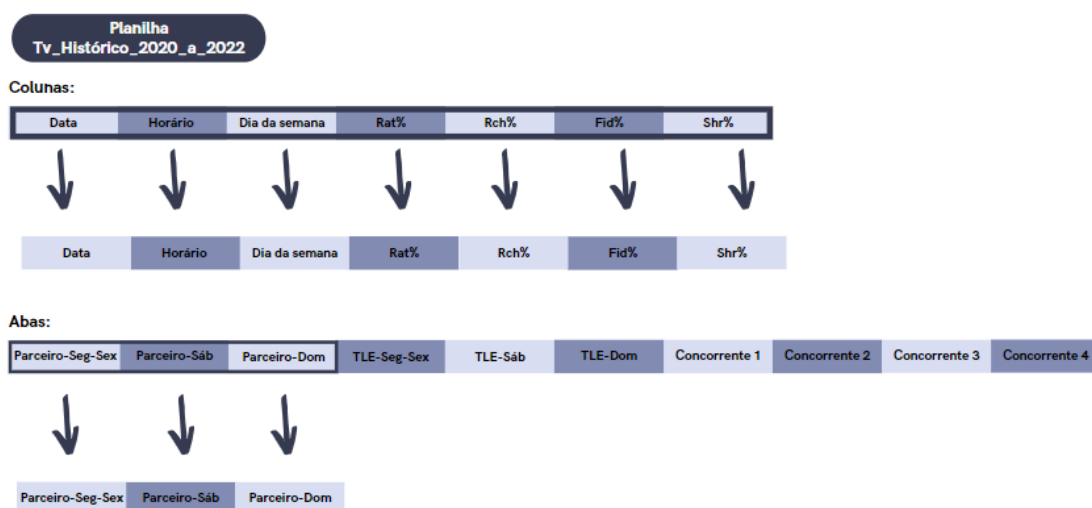 Planilha
Tv_Histórico_2020_a_2022
Colunas:
Data Horário Dia da semana Rat% Rch% Fid% Shr%
Data Horário Dia da semana Rat% Rch% Fid% Shr%
Abas:
Parceiro-Seg-Sex Parceiro-Sáb Parceiro-Dom TLE-Seg-Sex TLE-Sáb TLE-Dom Concorrente 1 Concorrente 2 Concorrente 3 Concorrente 4
Parceiro-Seg-Sex Parceiro-Sáb Parceiro-Dom